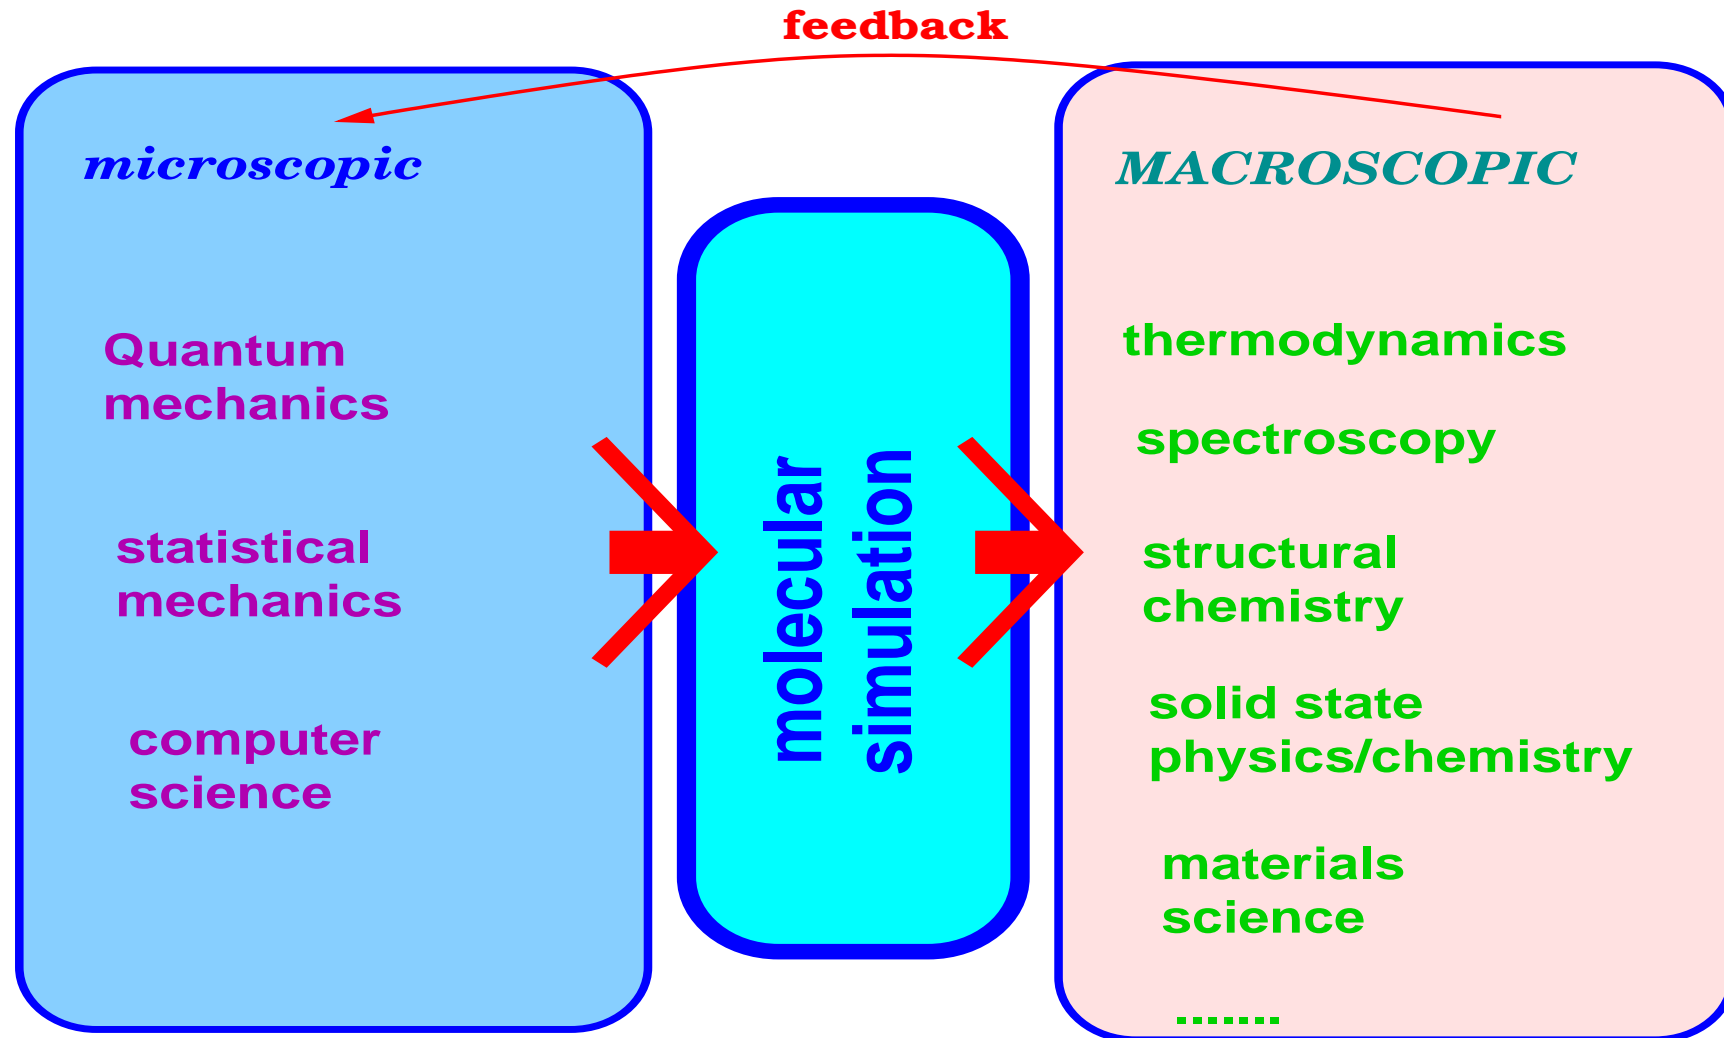 feedback
microscopic
Quantum
mechanics
statistical
mechanics
computer
science
molecular
simulation
MACROSCOPIC
thermodynamics
spectroscopy
structural
chemistry
solid state
physics/chemistry
materials
science
.......